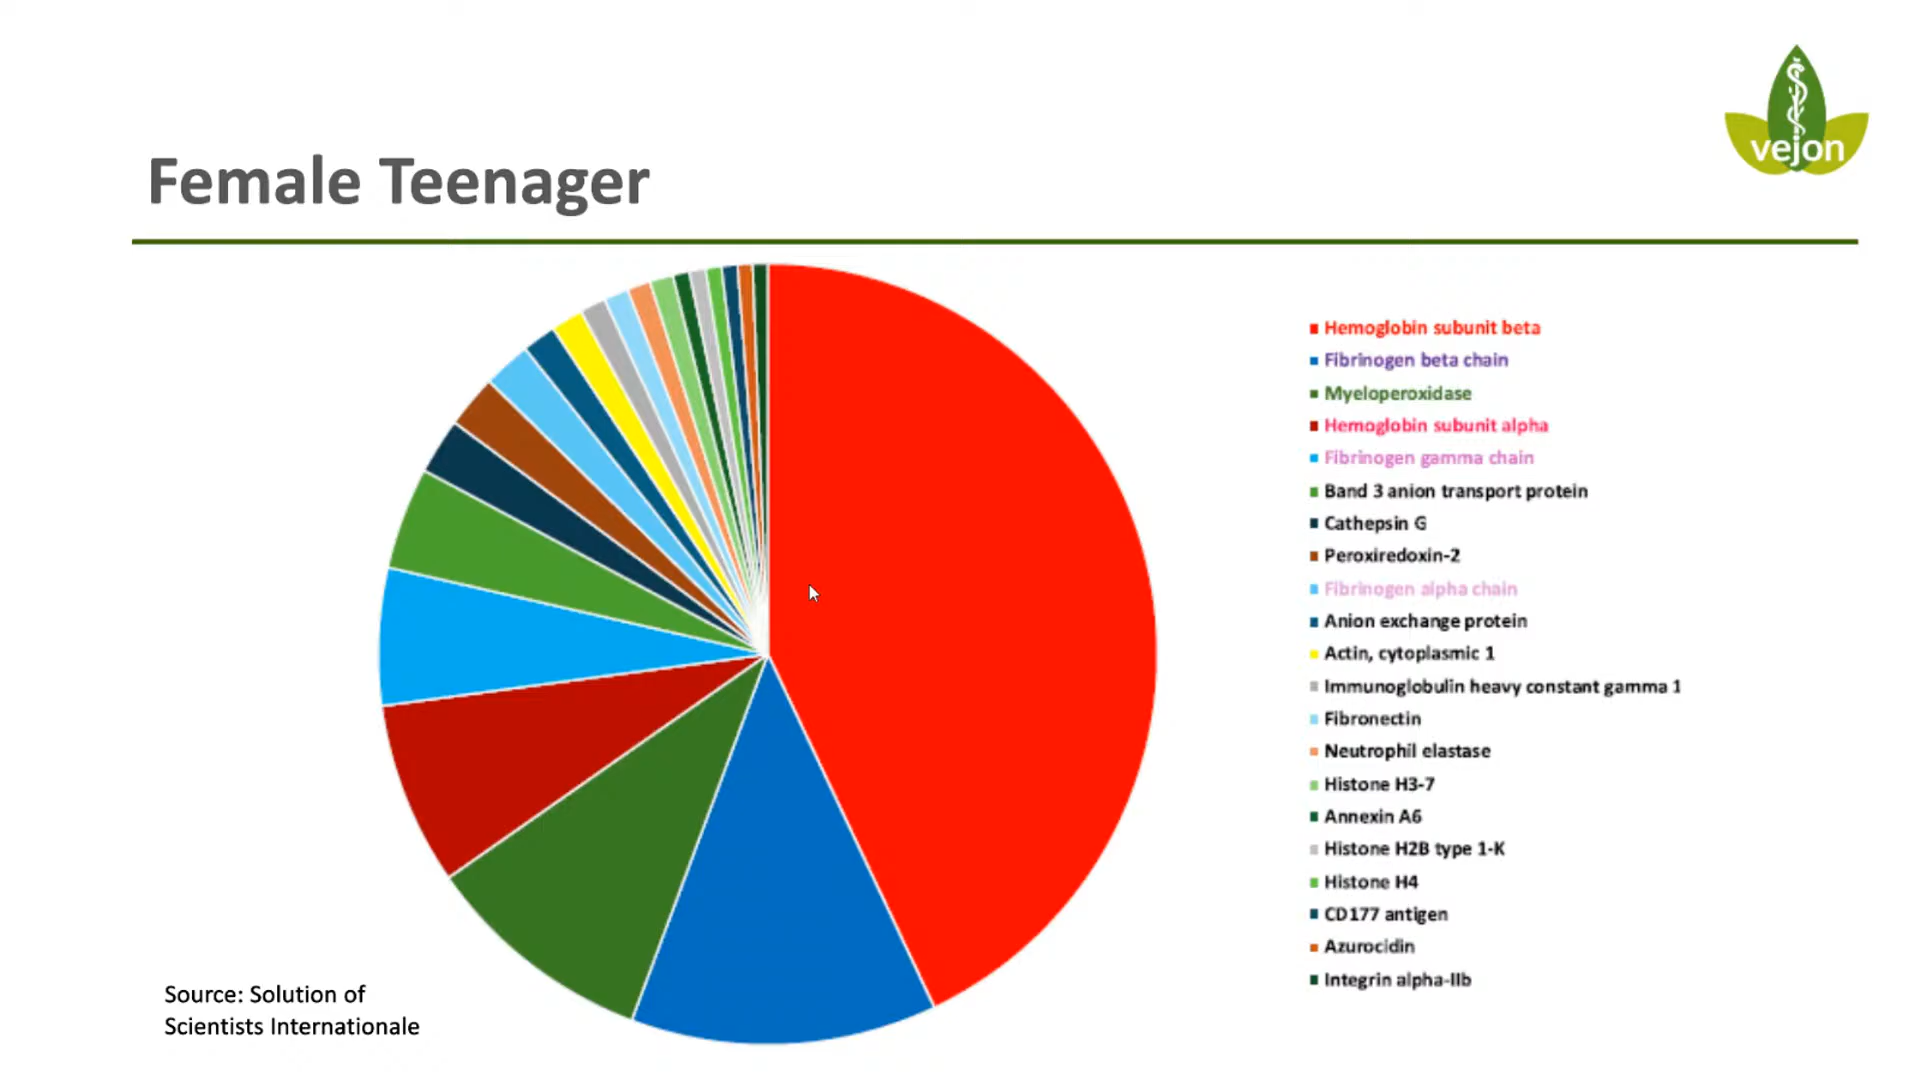 vejon
Female Teenager
Hemoglobin subunit beta
Fibrinogen beta chain
Myeloperoxidase
Hemoglobin subunit alpha
Fibrinogen gamma chain
Band 3 anion transport protein
Cathepsin G
Peroxiredoxin-2
Fibrinogen alpha chain
Anion exchange protein
Actin, cytoplasmic 1
Immunoglobulin heavy constant gamma 1
Fibronectin
Neutrophil elastase
Histone H3-7
Annexin A6
Histone H2B type 1-K
Histone H4
CD177 antigen
Azurocidin
Integrin alpha-IIb
Source: Solution of
Scientists Internationale